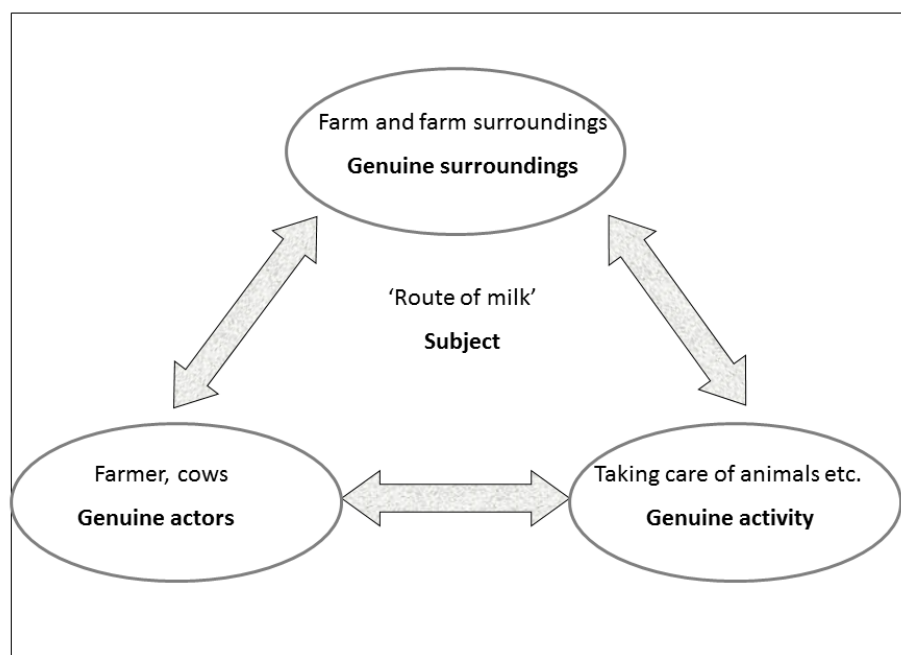 Farm and farm surroundings
Genuine surroundings
‘Route of milk’
Subject
Farmer, cows
Genuine actors
Taking care of animals etc.
Genuine activity